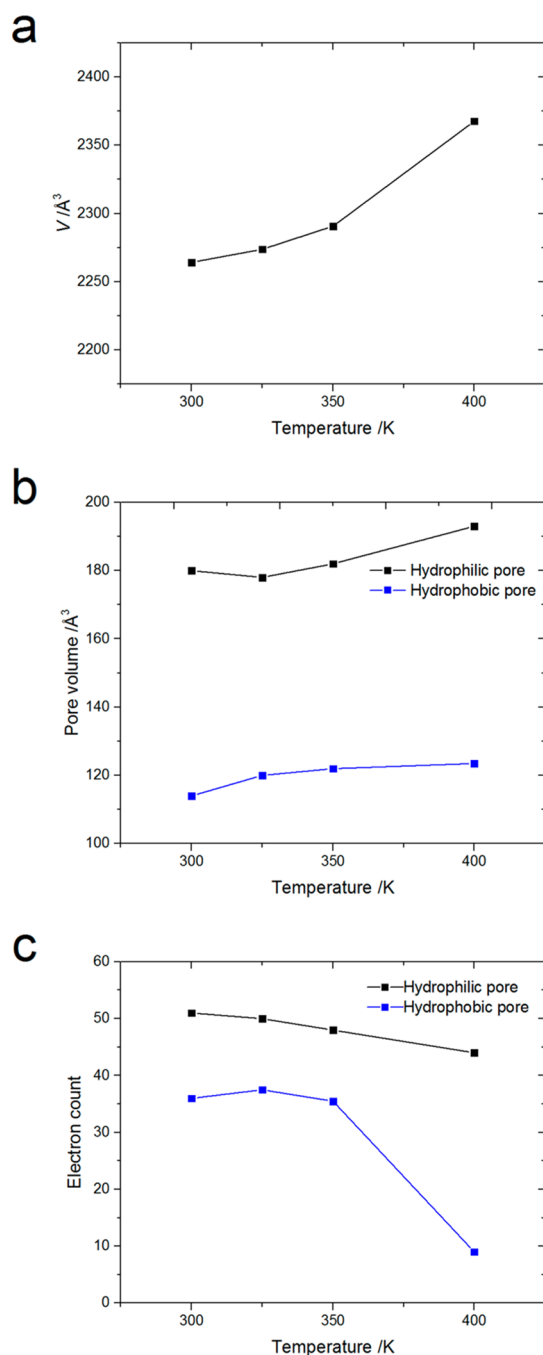 a
2400
2350
2300
2250
2200
V /Å³
300
350
400
Temperature /K
b
200
180
160
140
120
100
Pore volume /Å³
Hydrophilic pore
Hydrophobic pore
300
350
400
Temperature /K
c
60
50
40
30
20
10
0
Electron count
Hydrophilic pore
Hydrophobic pore
300
350
400
Temperature /K